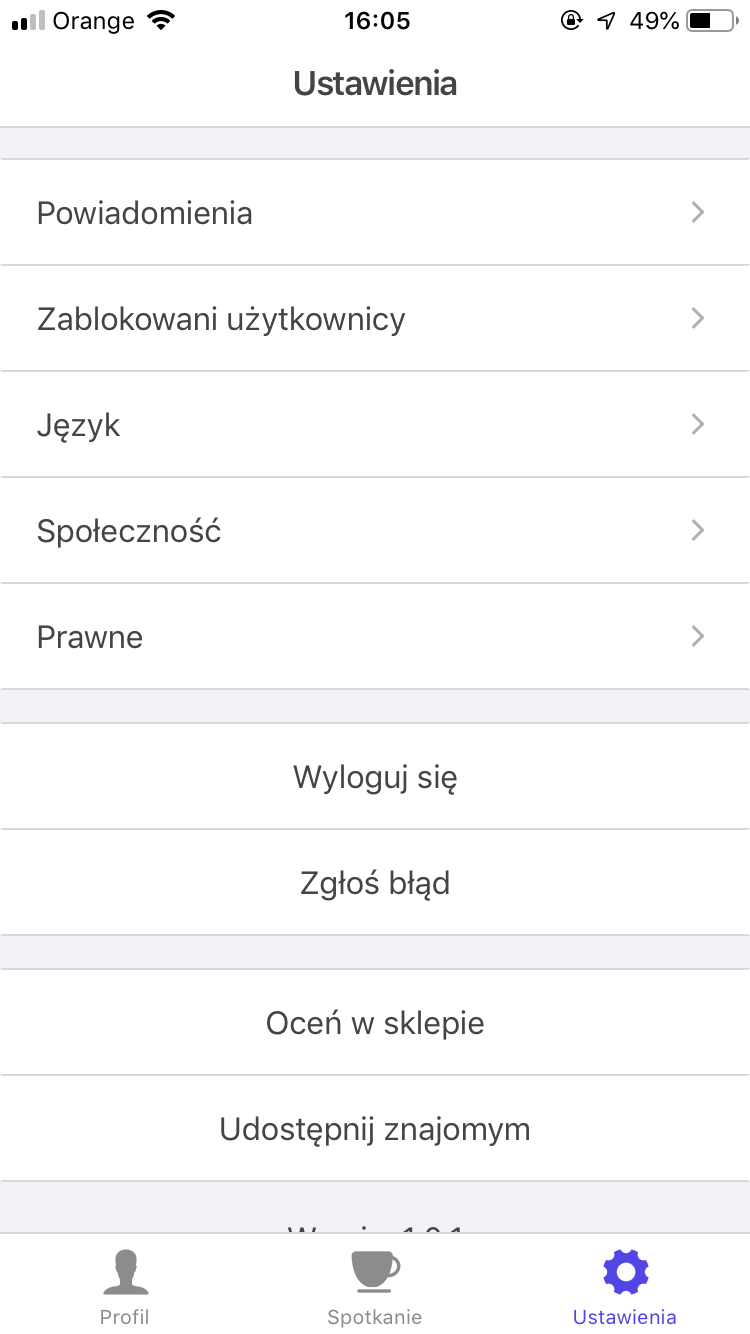 Orange 16:05 49%
Ustawienia
Powiadomienia
Zablokowani użytkownicy
Język
Społeczność
Prawne
Wyloguj się
Zgłoś błąd
Oceń w sklepie
Udostępnij znajomym
Profil Spotkanie Ustawienia